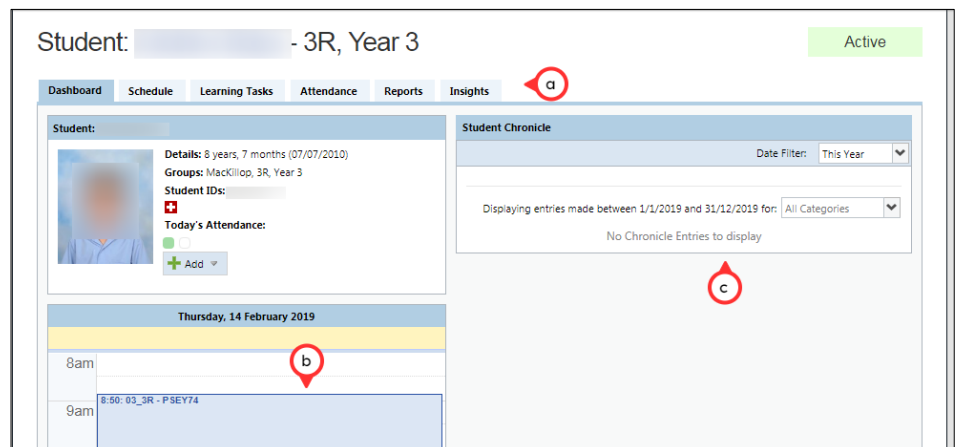 Student: - 3R, Year 3
Active
Dashboard Schedule Learning Tasks Attendance Reports Insights
a
Student:
Details: 8 years, 7 months (07/07/2010)
Groups: MacKillop, 3R, Year 3
Student IDs:
Today's Attendance:
Add
Student Chronicle
Date Filter: This Year
Displaying entries made between 1/1/2019 and 31/12/2019 for: All Categories
No Chronicle Entries to display
c
Thursday, 14 February 2019
b
8am
8:50: 03_3R - PSEY74
9am